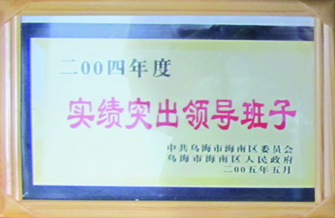 二00四年度
实绩突出领导班子
中共乌海市海南区委员会
乌海市海南区人民政府
二00五年五月